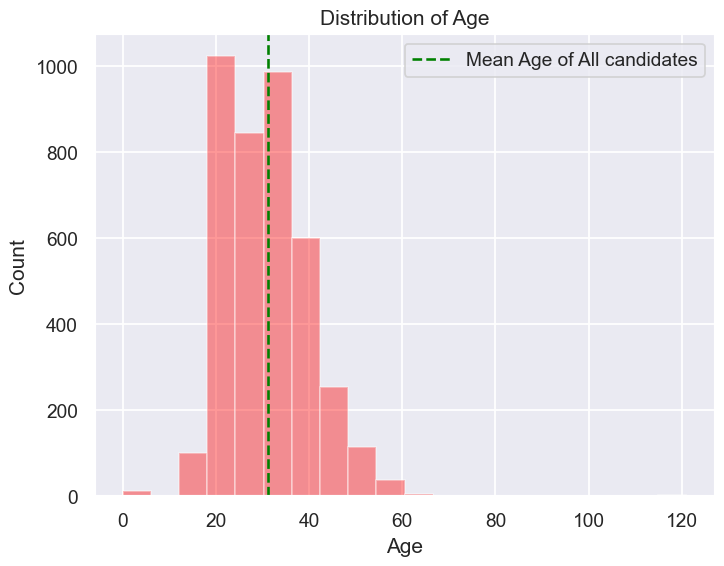 Distribution of Age
Mean Age of All candidates
Count
1000
800
600
400
200
0
0 20 40 60 80 100 120
Age